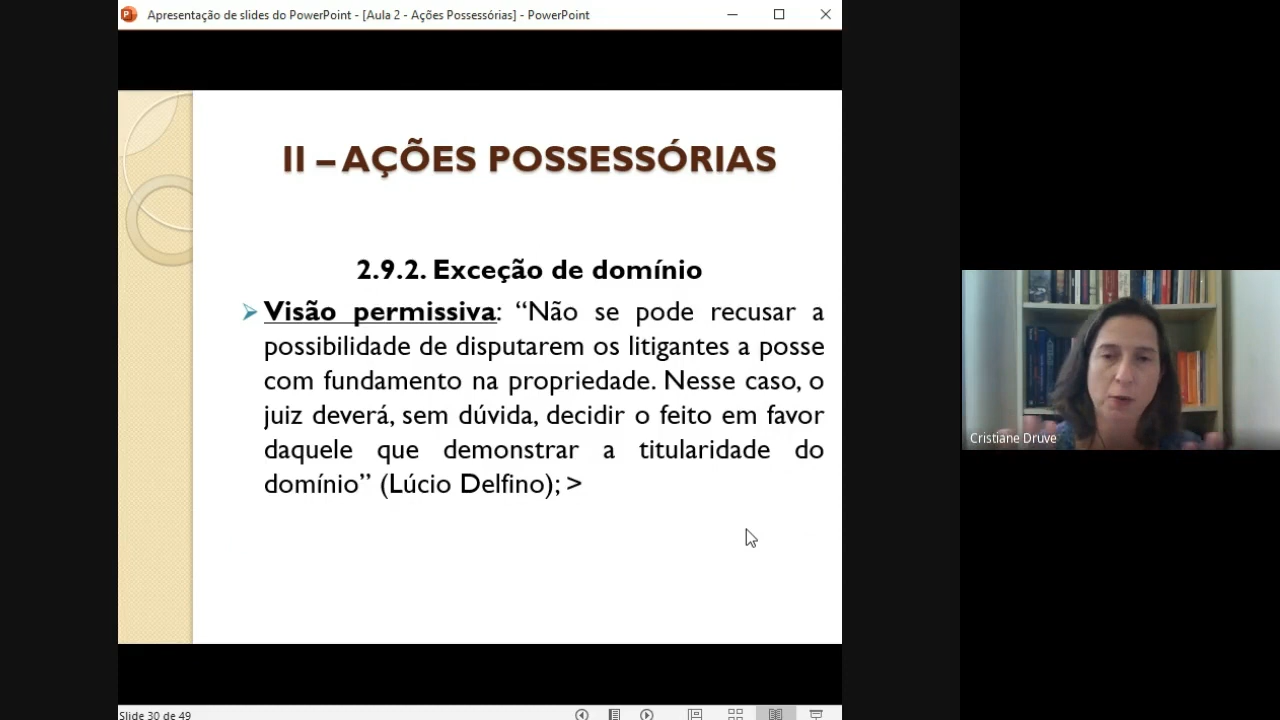 Apresentação de slides do PowerPoint - [Aula 2 - Ações Possessórias] - PowerPoint
II – AÇÕES POSSESSÓRIAS
2.9.2. Exceção de domínio
Visão permissiva: “Não se pode recusar a
possibilidade de disputarem os litigantes a posse
com fundamento na propriedade. Nesse caso, o
juiz deverá, sem dúvida, decidir o feito em favor
daquele que demonstrar a titularidade do
domínio” (Lúcio Delfino); >
Cristiane Druve
Slide 30 de 49